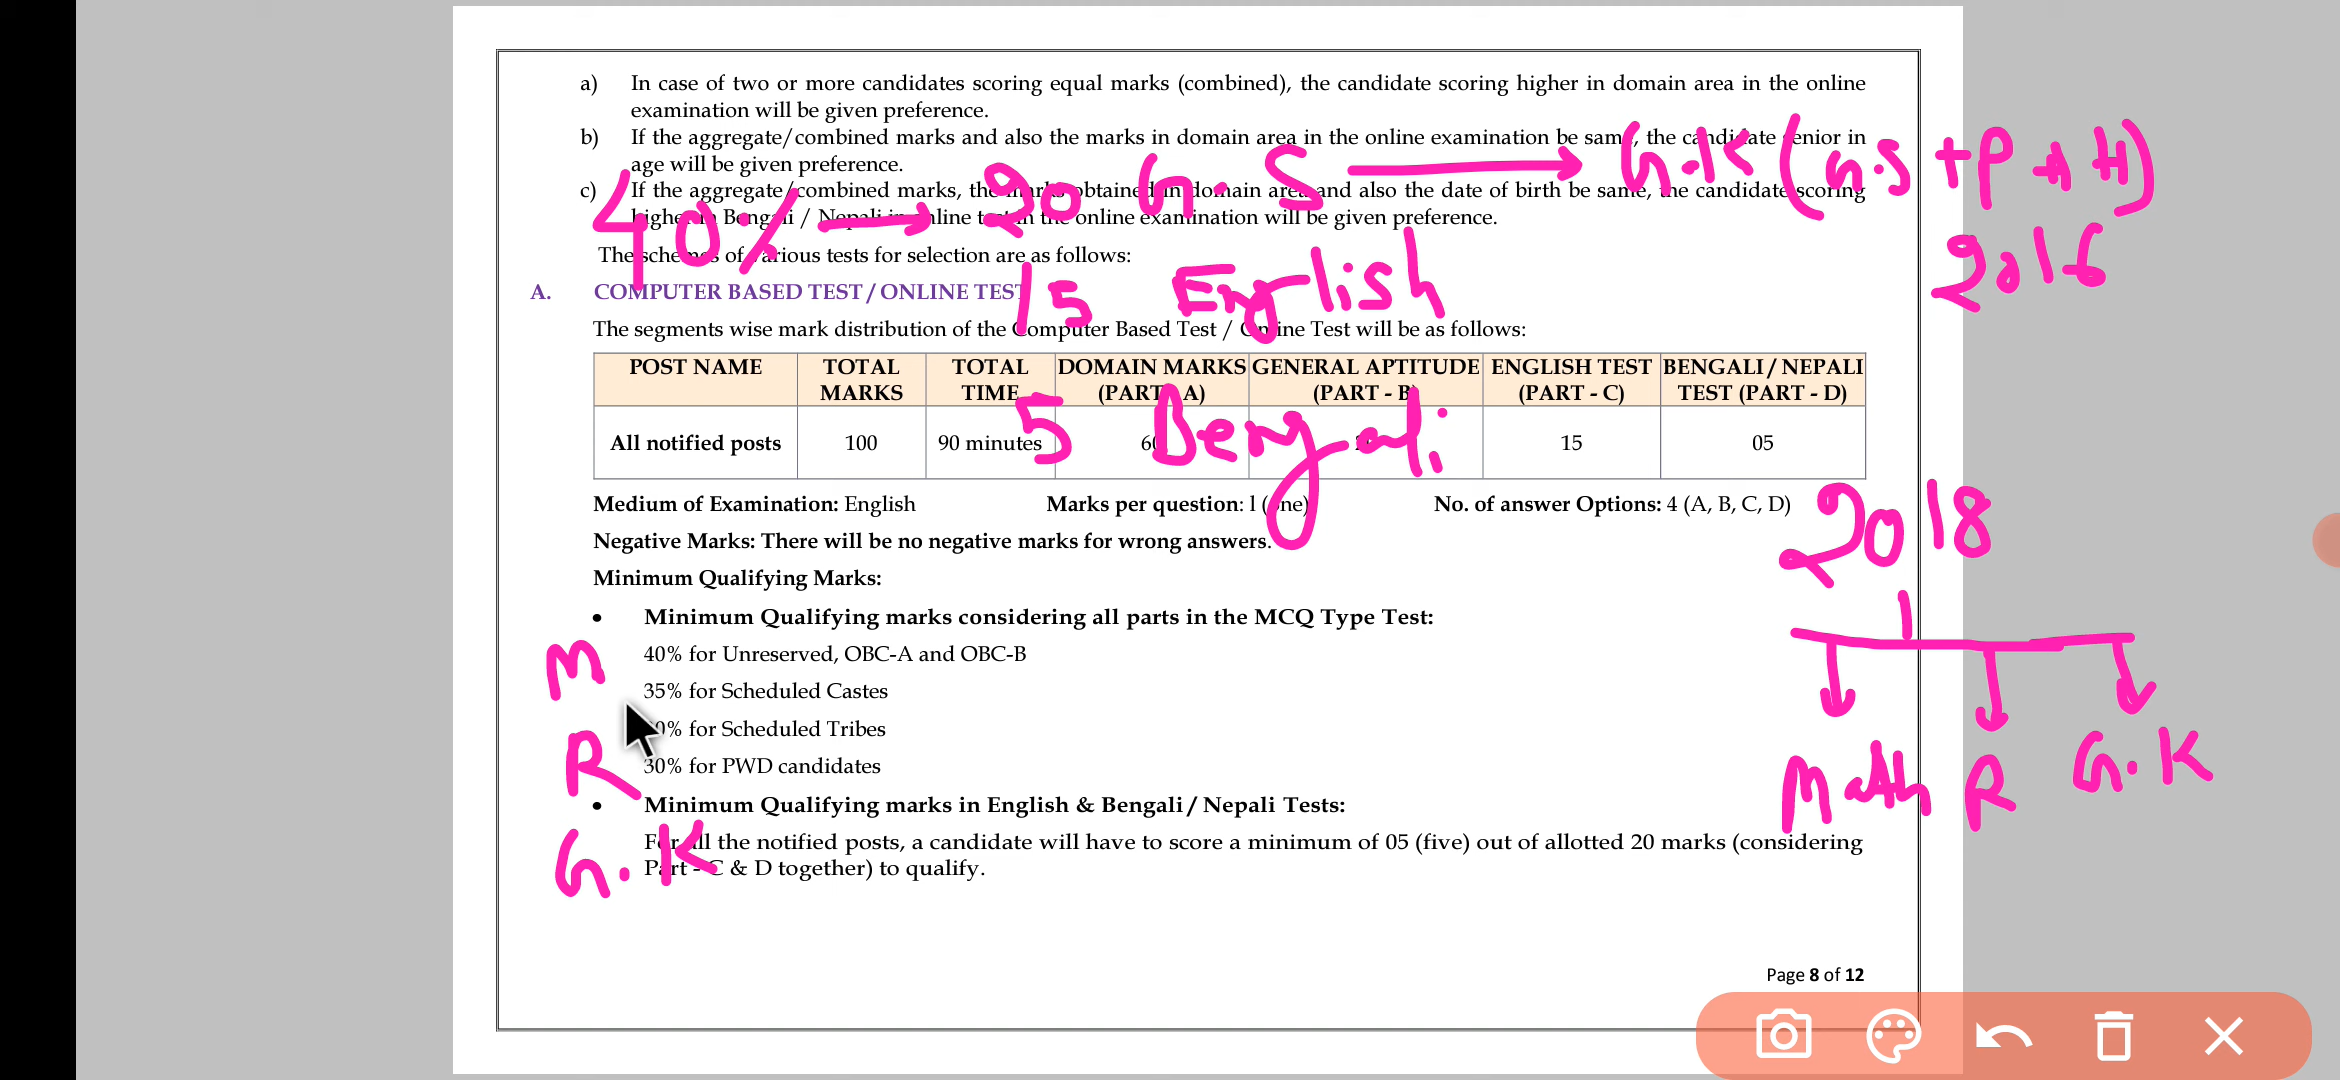 a) In case of two or more candidates scoring equal marks (combined), the candidate scoring higher in domain area in the online
examination will be given preference.
b) If the aggregate/combined marks and also the marks in domain area in the online examination be same, the candidate senior in
age will be given preference.
c) If the aggregate/combined marks, the marks obtained in domain area and also the date of birth be same, the candidate scoring
higher in Bengali / Nepali in online test in the online examination will be given preference.
40% → 20 G.S → G.K (G.S + P + H)
2016
The schemes of various tests for selection are as follows:
A. COMPUTER BASED TEST / ONLINE TEST
15 English
The segments wise mark distribution of the Computer Based Test / Online Test will be as follows:
POST NAME TOTAL MARKS TOTAL TIME DOMAIN MARKS (PART - A) GENERAL APTITUDE (PART - B) ENGLISH TEST (PART - C) BENGALI / NEPALI TEST (PART - D)
All notified posts 100 90 minutes 60 15 05
5 Bengali
Medium of Examination: English Marks per question: 1 (one) No. of answer Options: 4 (A, B, C, D)
2018
Negative Marks: There will be no negative marks for wrong answers.
Minimum Qualifying Marks:
• Minimum Qualifying marks considering all parts in the MCQ Type Test:
40% for Unreserved, OBC-A and OBC-B
M
35% for Scheduled Castes
% for Scheduled Tribes
R
30% for PWD candidates
Math R G.K
• Minimum Qualifying marks in English & Bengali / Nepali Tests:
For all the notified posts, a candidate will have to score a minimum of 05 (five) out of allotted 20 marks (considering
Part - C & D together) to qualify.
G.K
Page 8 of 12